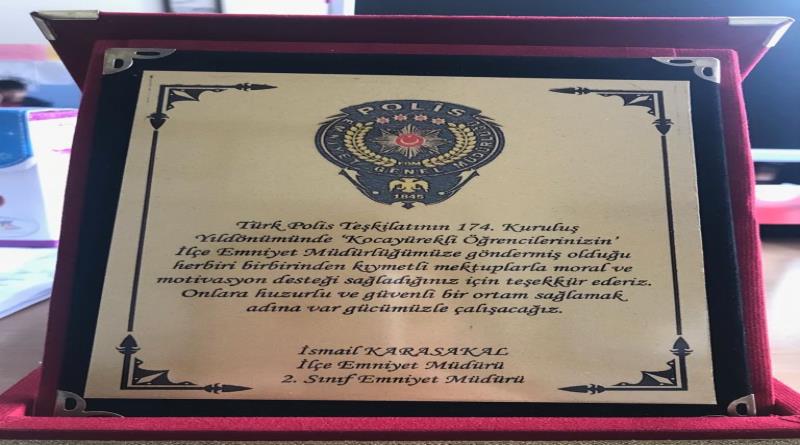 POLİS
EMNİYET GENEL MÜDÜRLÜĞÜ
EGM
1845
Türk Polis Teşkilatının 174. Kuruluş
Yıldönümünde 'Kocayürekli Öğrencilerinizin'
İlçe Emniyet Müdürlüğümüze göndermiş olduğu
herbiri birbirinden kıymetli mektuplarla moral ve
motivasyon desteği sağladığınız için teşekkür ederiz.
Onlara huzurlu ve güvenli bir ortam sağlamak
adına var gücümüzle çalışacağız.
İsmail KARASAKAL
İlçe Emniyet Müdürü
2. Sınıf Emniyet Müdürü